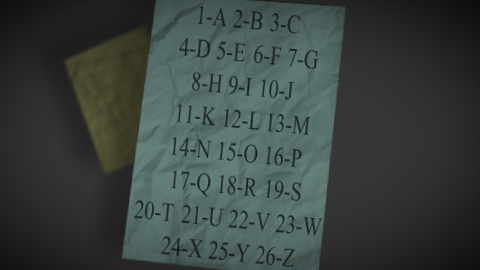 1-A 2-B 3-C
4-D 5-E 6-F 7-G
8-H 9-I 10-J
11-K 12-L 13-M
14-N 15-O 16-P
17-Q 18-R 19-S
20-T 21-U 22-V 23-W
24-X 25-Y 26-Z